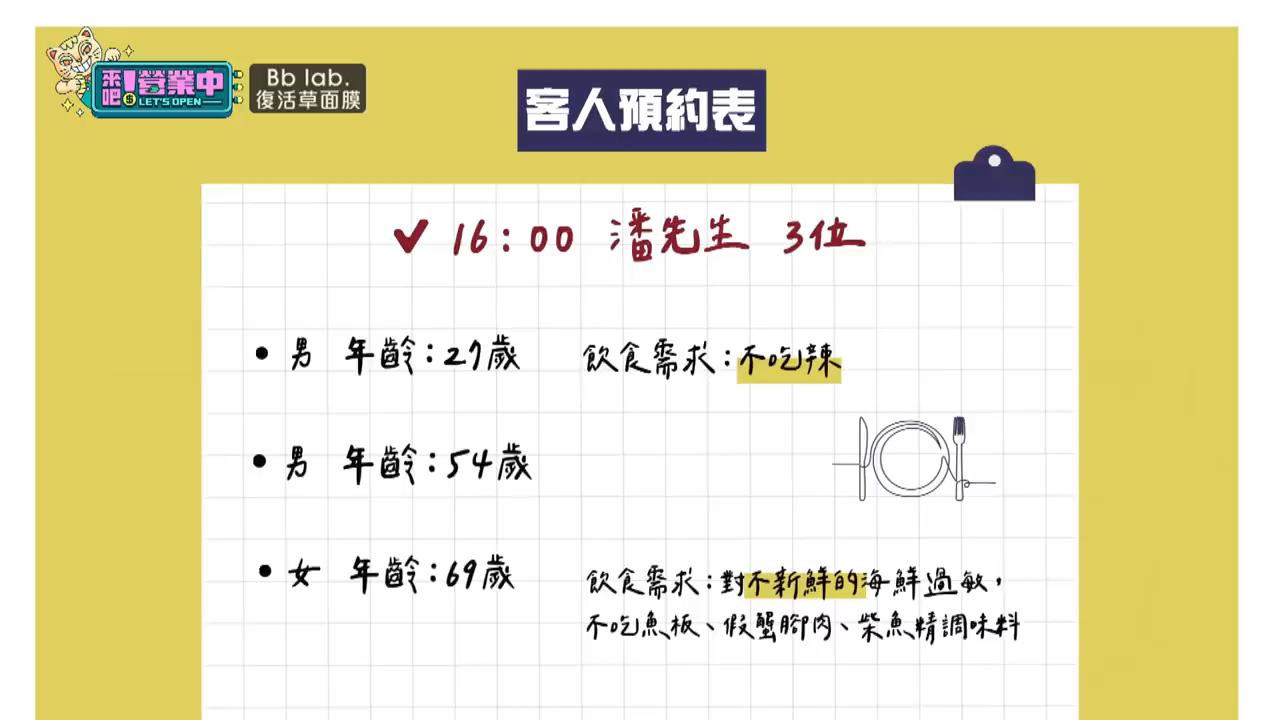 來吧!營業中
LET'S OPEN
Bb lab.
復活草面膜
客人預約表
✓ 16:00 潘先生 3位
• 男 年齡:27歲 飲食需求:不吃辣
• 男 年齡:54歲
• 女 年齡:69歲 飲食需求:對不新鮮的海鮮過敏,
不吃魚板、假蟹腳肉、柴魚精調味料